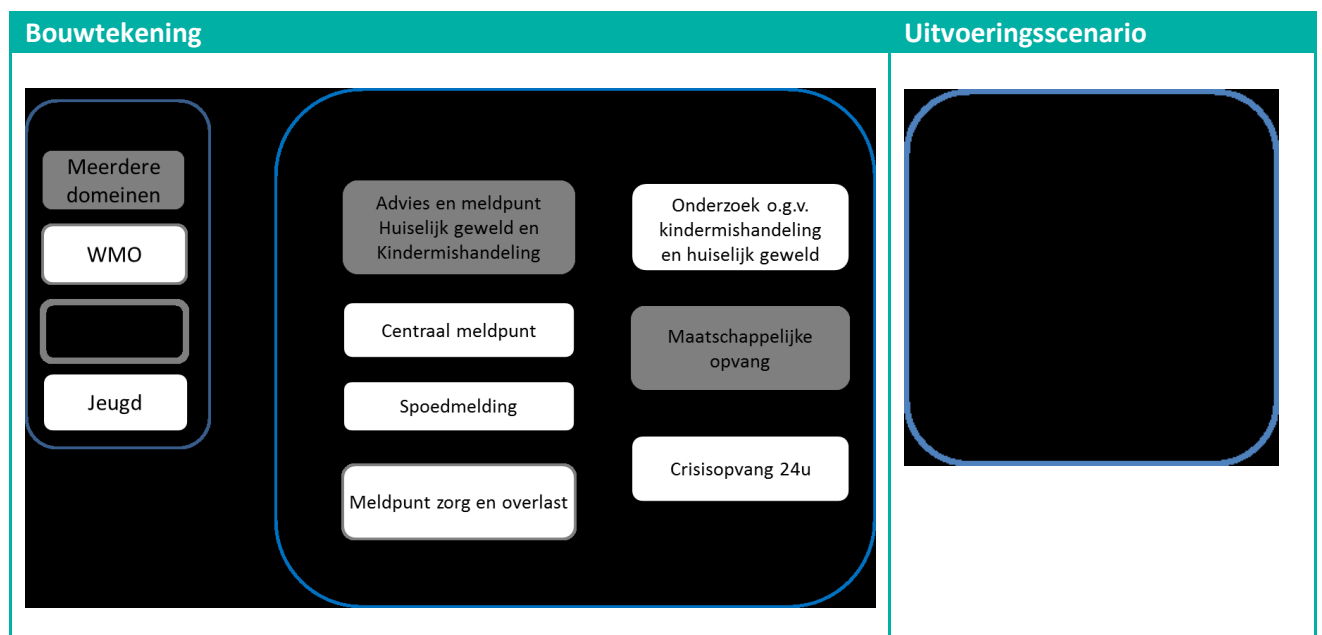 Bouwtekening
Uitvoeringsscenario
Meerdere
domeinen
WMO
Jeugd
Advies en meldpunt
Huiselijk geweld en
Kindermishandeling
Centraal meldpunt
Spoedmelding
Meldpunt zorg en overlast
Onderzoek o.g.v.
kindermishandeling
en huiselijk geweld
Maatschappelijke
opvang
Crisisopvang 24u